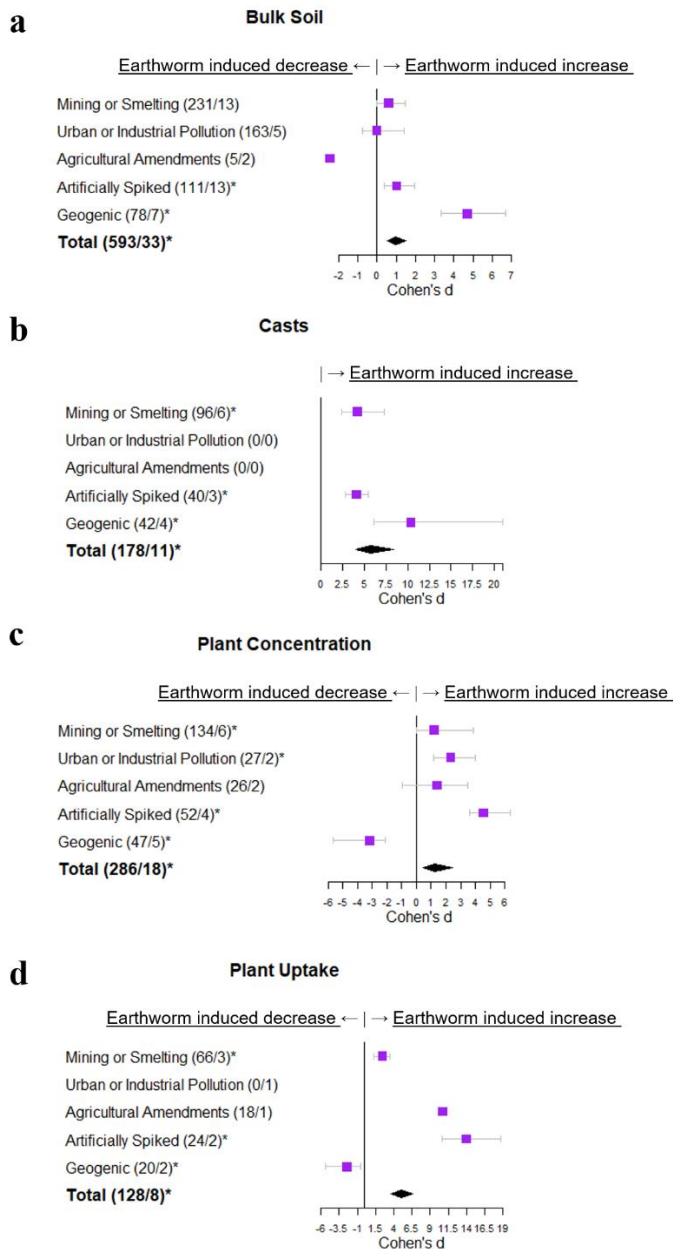 a
Bulk Soil
Earthworm induced decrease ← | → Earthworm induced increase
Mining or Smelting (231/13)
Urban or Industrial Pollution (163/5)
Agricultural Amendments (5/2)
Artificially Spiked (111/13)*
Geogenic (78/7)*
Total (593/33)*
-2 -1 0 1 2 3 4 5 6 7
Cohen's d
b
Casts
| → Earthworm induced increase
Mining or Smelting (96/6)*
Urban or Industrial Pollution (0/0)
Agricultural Amendments (0/0)
Artificially Spiked (40/3)*
Geogenic (42/4)*
Total (178/11)*
0 2.5 5 7.5 10 12.5 15 17.5 20
Cohen's d
c
Plant Concentration
Earthworm induced decrease ← | → Earthworm induced increase
Mining or Smelting (134/6)*
Urban or Industrial Pollution (27/2)*
Agricultural Amendments (26/2)
Artificially Spiked (52/4)*
Geogenic (47/5)*
Total (286/18)*
-6 -5 -4 -3 -2 -1 0 1 2 3 4 5 6
Cohen's d
d
Plant Uptake
Earthworm induced decrease ← | → Earthworm induced increase
Mining or Smelting (66/3)*
Urban or Industrial Pollution (0/1)
Agricultural Amendments (18/1)
Artificially Spiked (24/2)*
Geogenic (20/2)*
Total (128/8)*
-6 -3.5 -1 1.5 4 6.5 9 11.5 14 16.5 19
Cohen's d